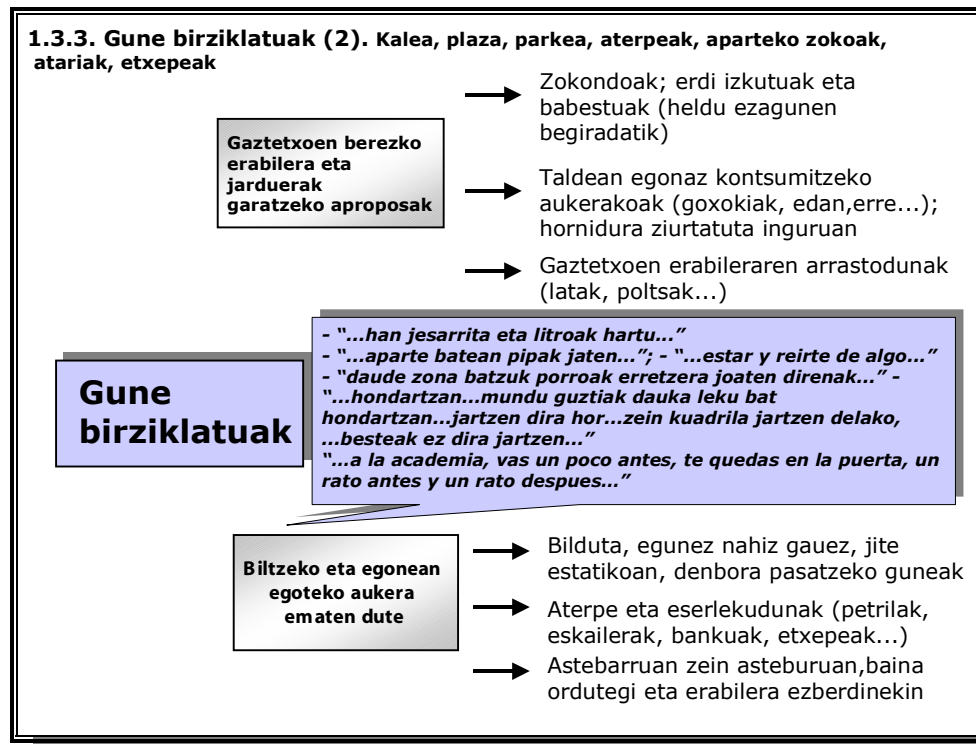 1.3.3. Gune birziklatuak (2). Kalea, plaza, parkea, aterpeak, aparteko zokoak,
atariak, etxepeak
Gaztetxoen berezko
erabilera eta
jarduerak
garatzeko aproposak
Zokondoak; erdi izkutuak eta
babestuak (heldu ezagunen
begiradatik)
Taldean egonaz kontsumitzeko
aukerakoak (goxokiak, edan,erre...);
hornidura ziurtatuta inguruan
Gaztetxoen erabileraren arrastodunak
(latak, poltsak...)
Gune
birziklatuak
- “...han jesarrita eta litroak hartu...”
- “...aparte batean pipak jaten...”; - “...estar y reirte de algo...”
- “daude zona batzuk porroak erretzera joaten direnak...” -
“...hondartzan...mundu guztiak dauka leku bat
hondartzan...jartzen dira hor...zein kuadrila jartzen delako,
...besteak ez dira jartzen...”
“...a la academia, vas un poco antes, te quedas en la puerta, un
rato antes y un rato despues...”
Biltzeko eta egonean
egoteko aukera
ematen dute
Bilduta, egunez nahiz gauez, jite
estatikoan, denbora pasatzeko guneak
Aterpe eta eserlekudunak (petrilak,
eskailerak, bankuak, etxepeak...)
Astebarruan zein asteburuan,baina
ordutegi eta erabilera ezberdinekin